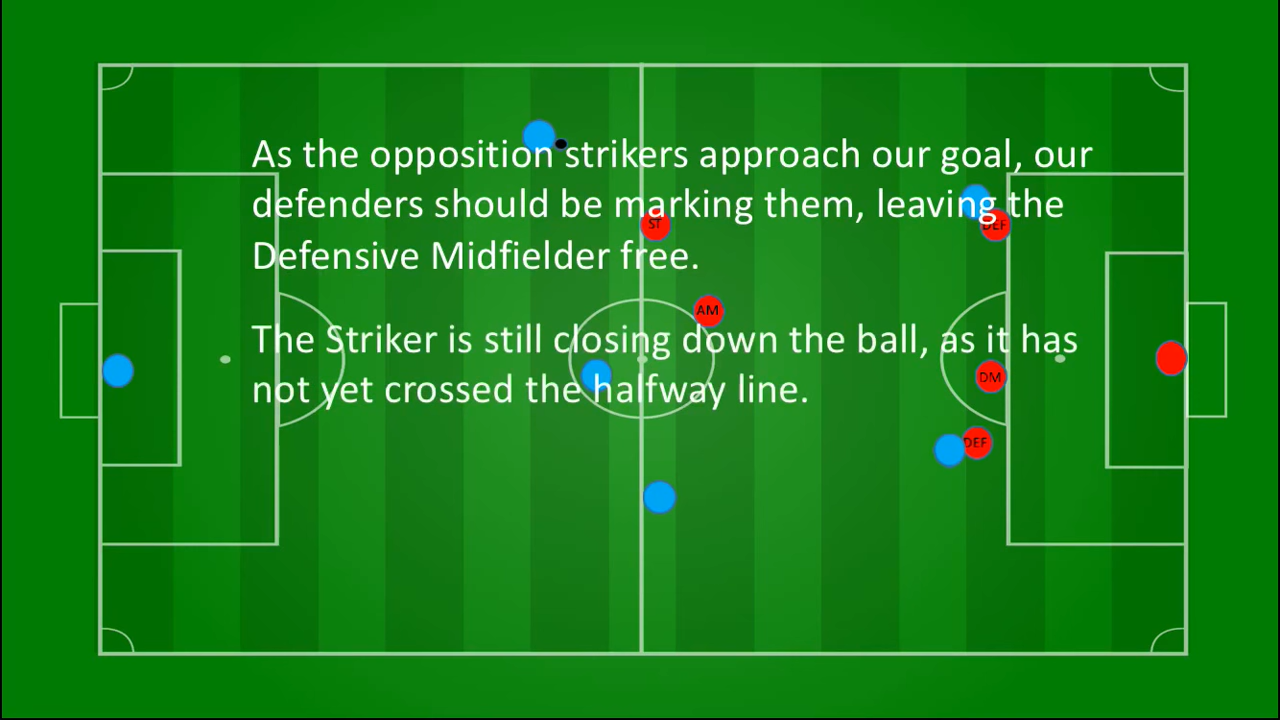 As the opposition strikers approach our goal, our
defenders should be marking them, leaving the
ST
DEF
Defensive Midfielder free.
AM
The Striker is still closing down the ball, as it has
DM
not yet crossed the halfway line.
DEF